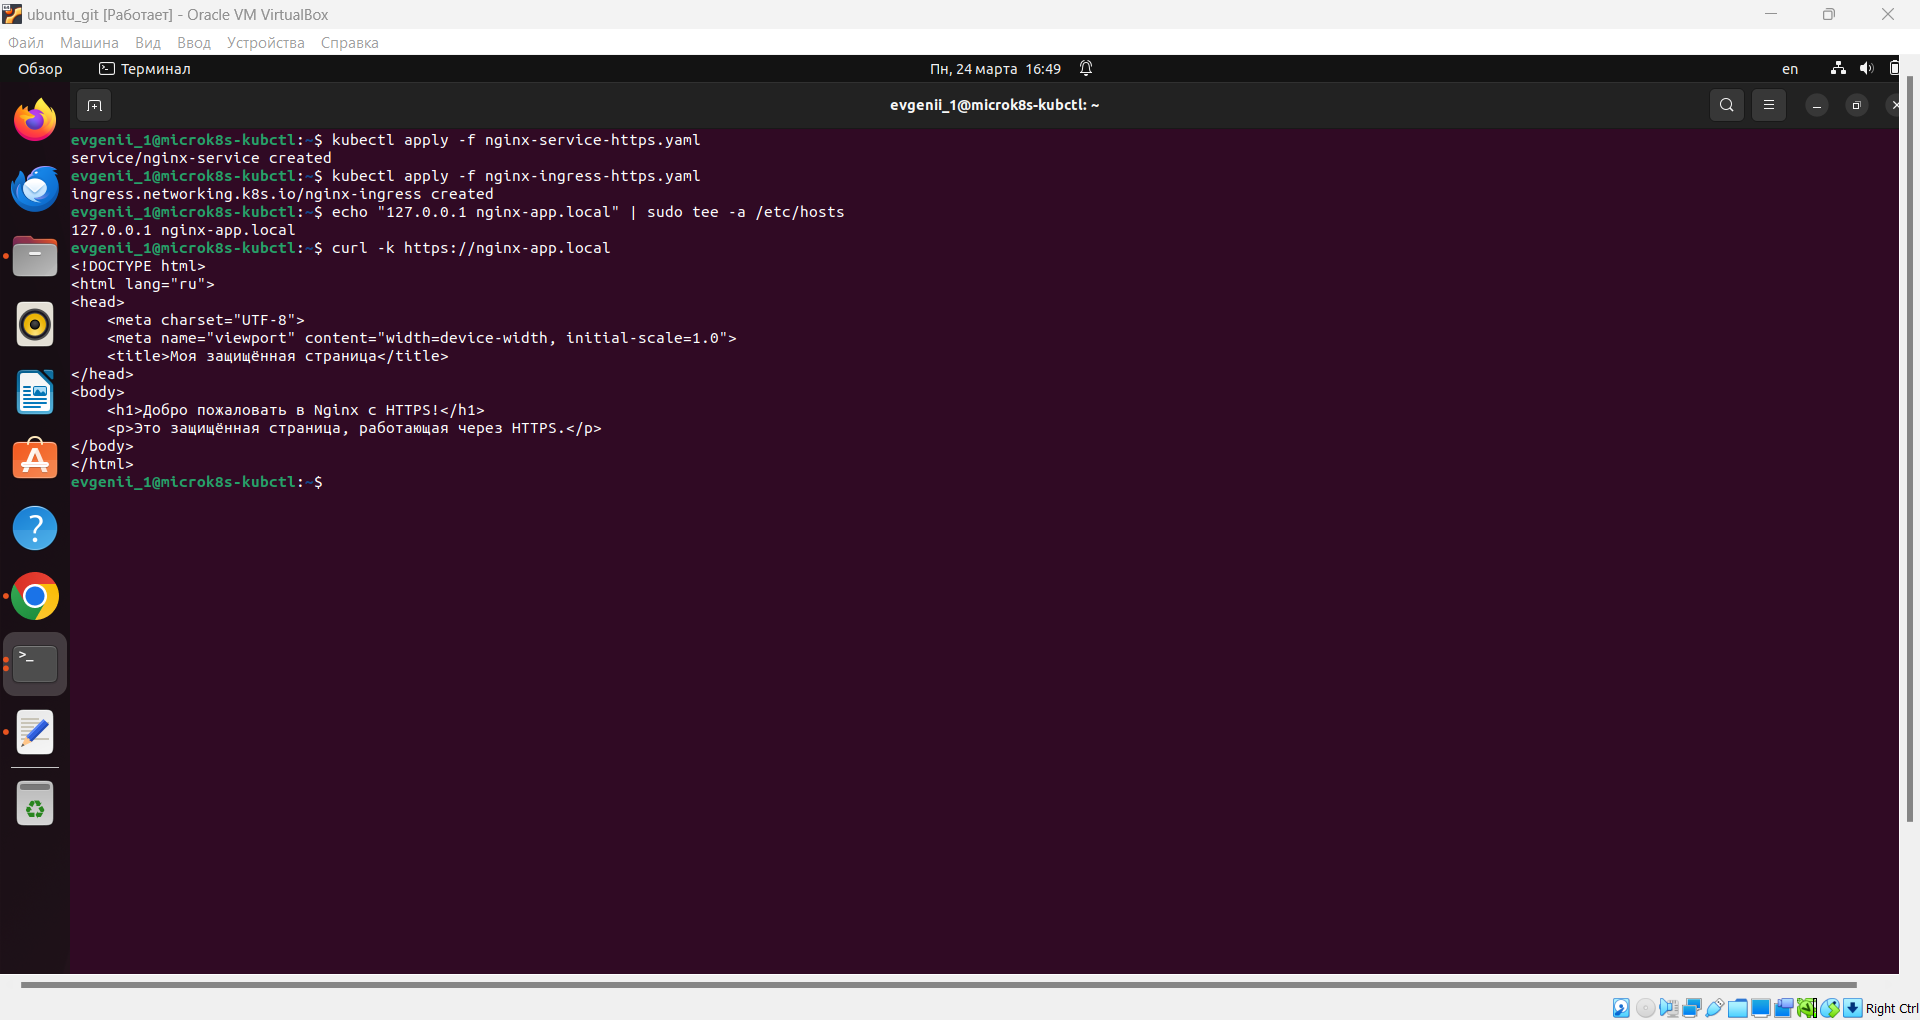 ubuntu_git [Работает] - Oracle VM VirtualBox
Файл Машина Вид Ввод Устройства Справка
Обзор Терминал Пн, 24 марта 16:49 en
evgenii_1@microk8s-kubctl: ~
evgenii_1@microk8s-kubctl:~$ kubectl apply -f nginx-service-https.yaml
service/nginx-service created
evgenii_1@microk8s-kubctl:~$ kubectl apply -f nginx-ingress-https.yaml
ingress.networking.k8s.io/nginx-ingress created
evgenii_1@microk8s-kubctl:~$ echo "127.0.0.1 nginx-app.local" | sudo tee -a /etc/hosts
127.0.0.1 nginx-app.local
evgenii_1@microk8s-kubctl:~$ curl -k https://nginx-app.local
<!DOCTYPE html>
<html lang="ru">
<head>
    <meta charset="UTF-8">
    <meta name="viewport" content="width=device-width, initial-scale=1.0">
    <title>Моя защищённая страница</title>
</head>
<body>
    <h1>Добро пожаловать в Nginx с HTTPS!</h1>
    <p>Это защищённая страница, работающая через HTTPS.</p>
</body>
</html>
evgenii_1@microk8s-kubctl:~$
Right Ctrl